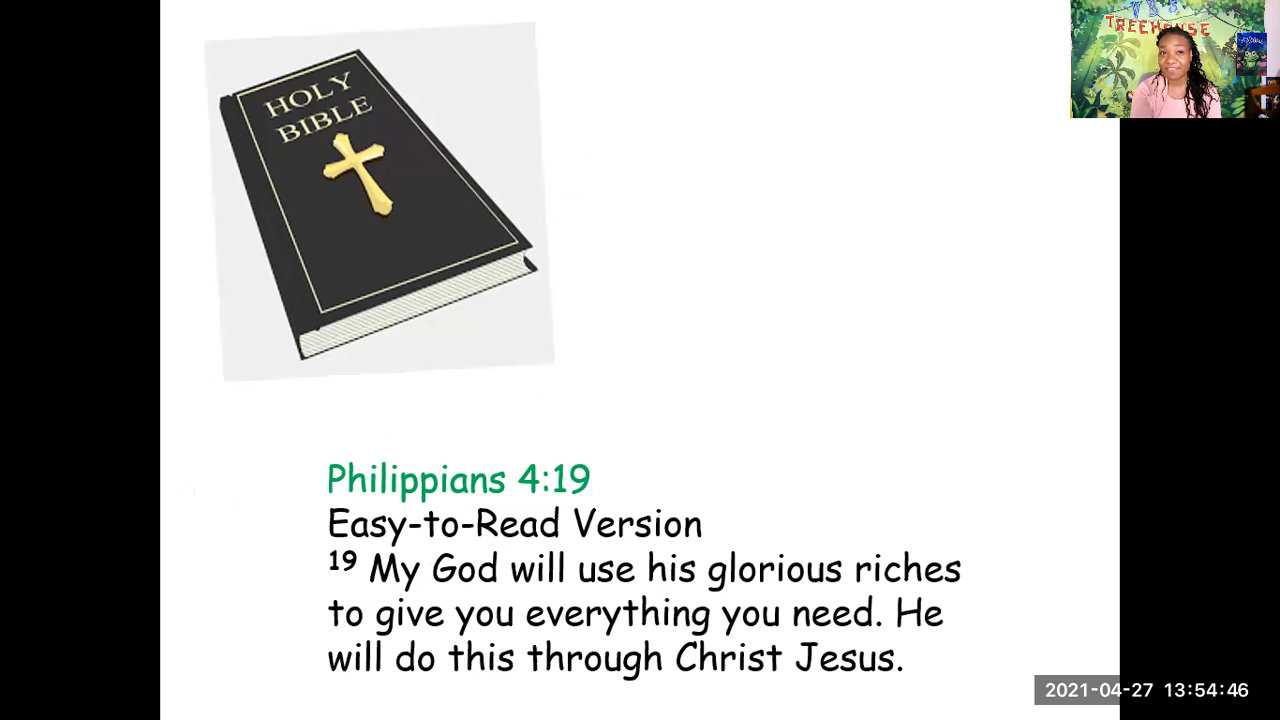 TREEHOUSE
HOLY
BIBLE
Philippians 4:19
Easy-to-Read Version
19 My God will use his glorious riches
to give you everything you need. He
will do this through Christ Jesus.
2021-04-27 13:54:46